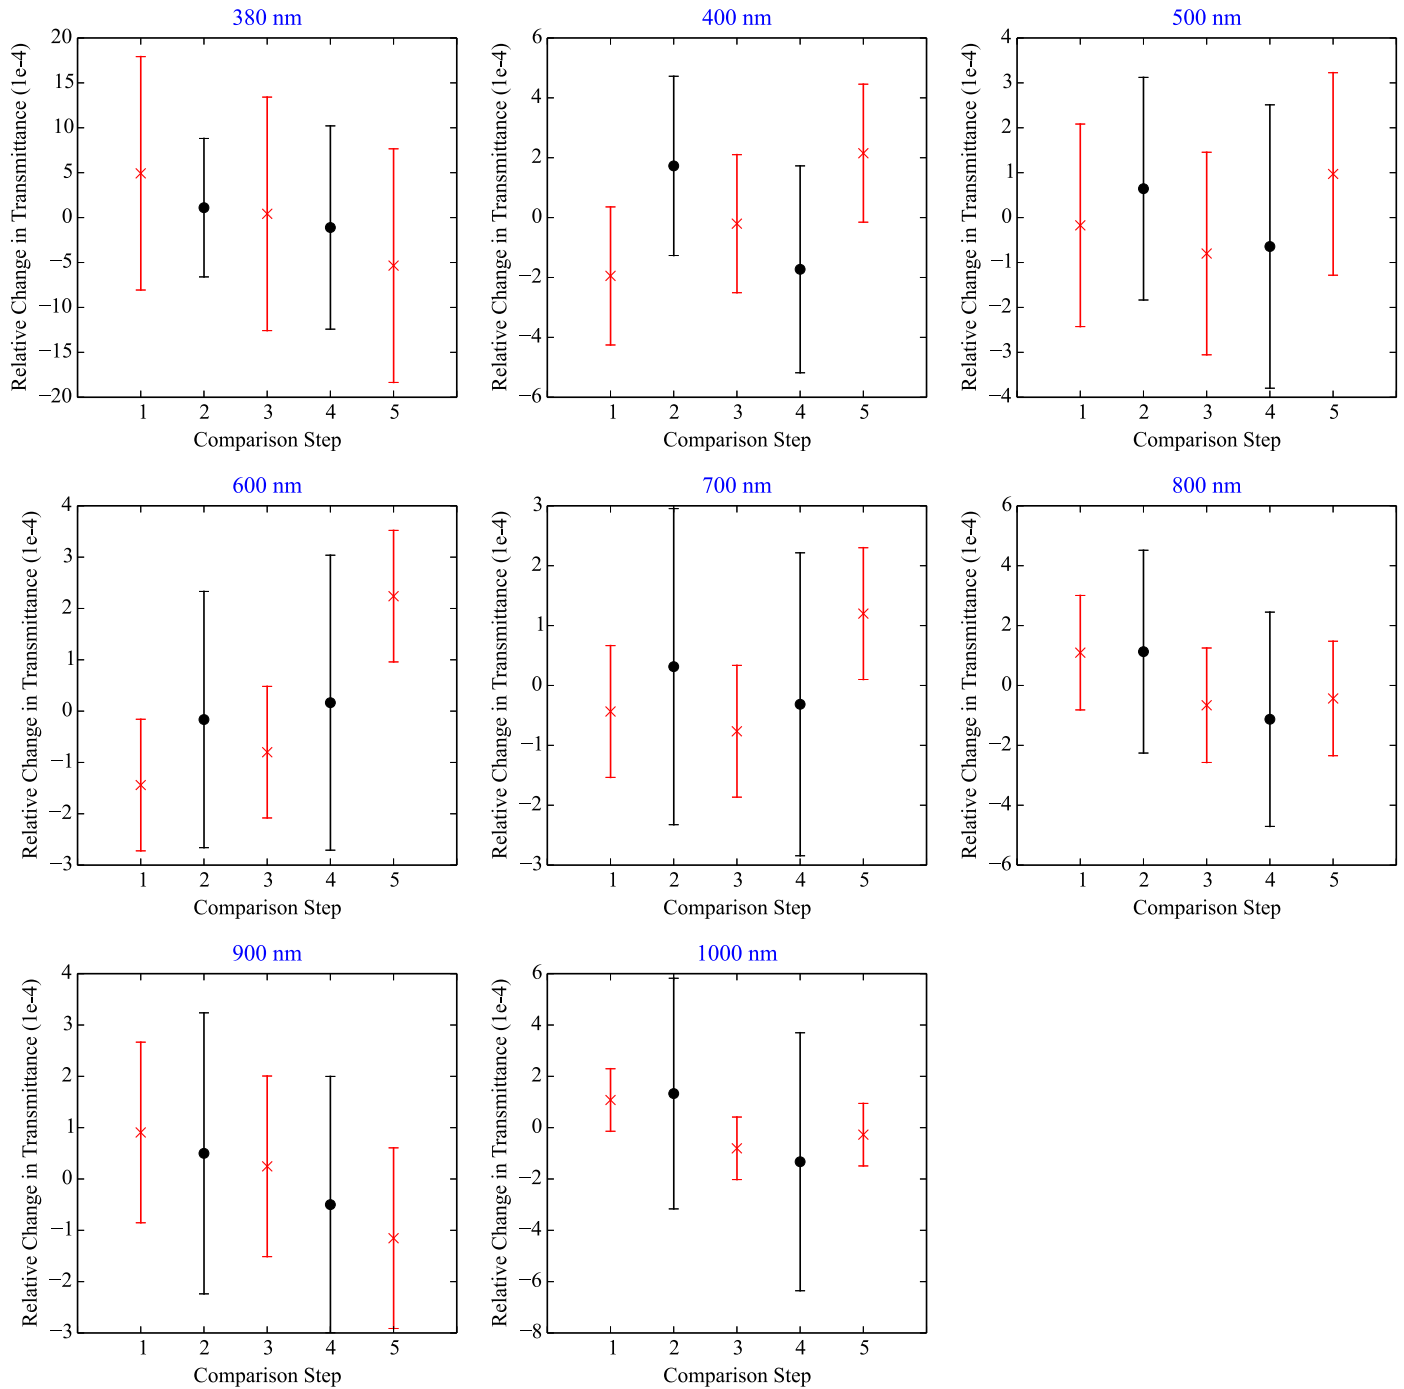 380 nm
Relative Change in Transmittance (1e-4)
20
15
10
5
0
−5
−10
−15
−20
1 2 3 4 5
Comparison Step
400 nm
Relative Change in Transmittance (1e-4)
6
4
2
0
−2
−4
−6
1 2 3 4 5
Comparison Step
500 nm
Relative Change in Transmittance (1e-4)
4
3
2
1
0
−1
−2
−3
−4
1 2 3 4 5
Comparison Step
600 nm
Relative Change in Transmittance (1e-4)
4
3
2
1
0
−1
−2
−3
1 2 3 4 5
Comparison Step
700 nm
Relative Change in Transmittance (1e-4)
3
2
1
0
−1
−2
−3
1 2 3 4 5
Comparison Step
800 nm
Relative Change in Transmittance (1e-4)
6
4
2
0
−2
−4
−6
1 2 3 4 5
Comparison Step
900 nm
Relative Change in Transmittance (1e-4)
4
3
2
1
0
−1
−2
−3
1 2 3 4 5
Comparison Step
1000 nm
Relative Change in Transmittance (1e-4)
6
4
2
0
−2
−4
−6
−8
1 2 3 4 5
Comparison Step